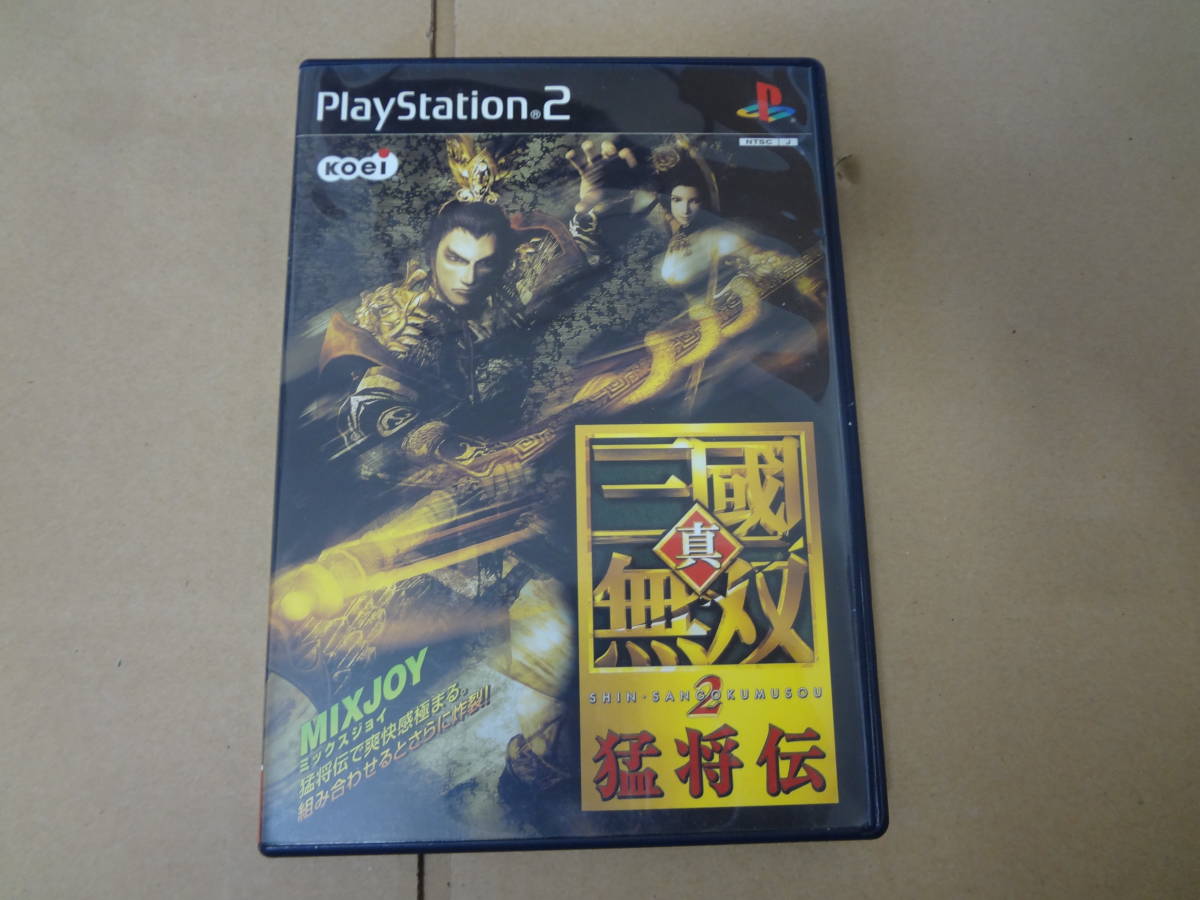 PlayStation®2
NTSC J
KOEI
真
三國
無双
2
SHIN・SANGOKUMUSOU
猛将伝
MIXJOY
ミックスジョイ
猛将伝で爽快感極まる。
組み合わせるとさらに炸裂!!